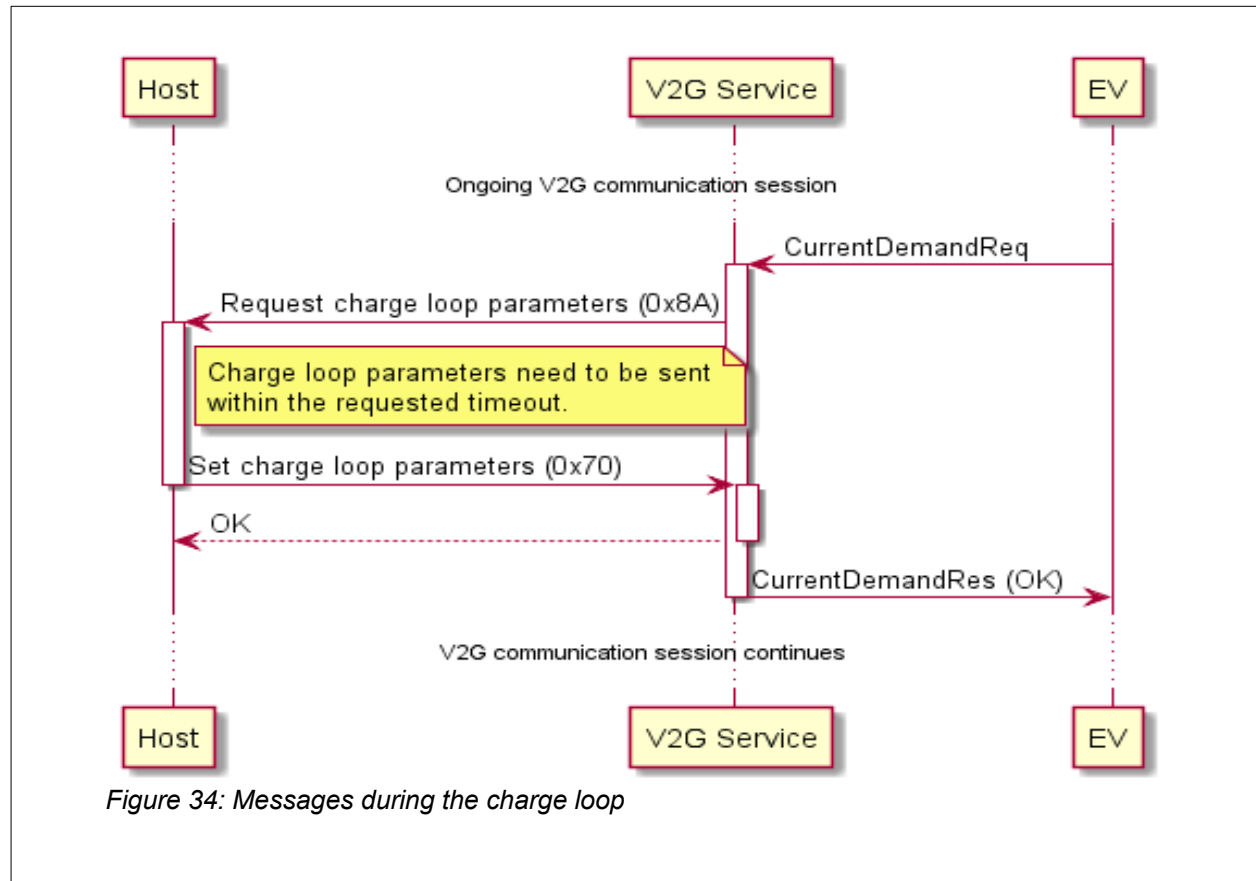 Host
V2G Service
EV
Ongoing V2G communication session
CurrentDemandReq
Request charge loop parameters (0x8A)
Charge loop parameters need to be sent
within the requested timeout.
Set charge loop parameters (0x70)
OK
CurrentDemandRes (OK)
V2G communication session continues
Host
V2G Service
EV
Figure 34: Messages during the charge loop